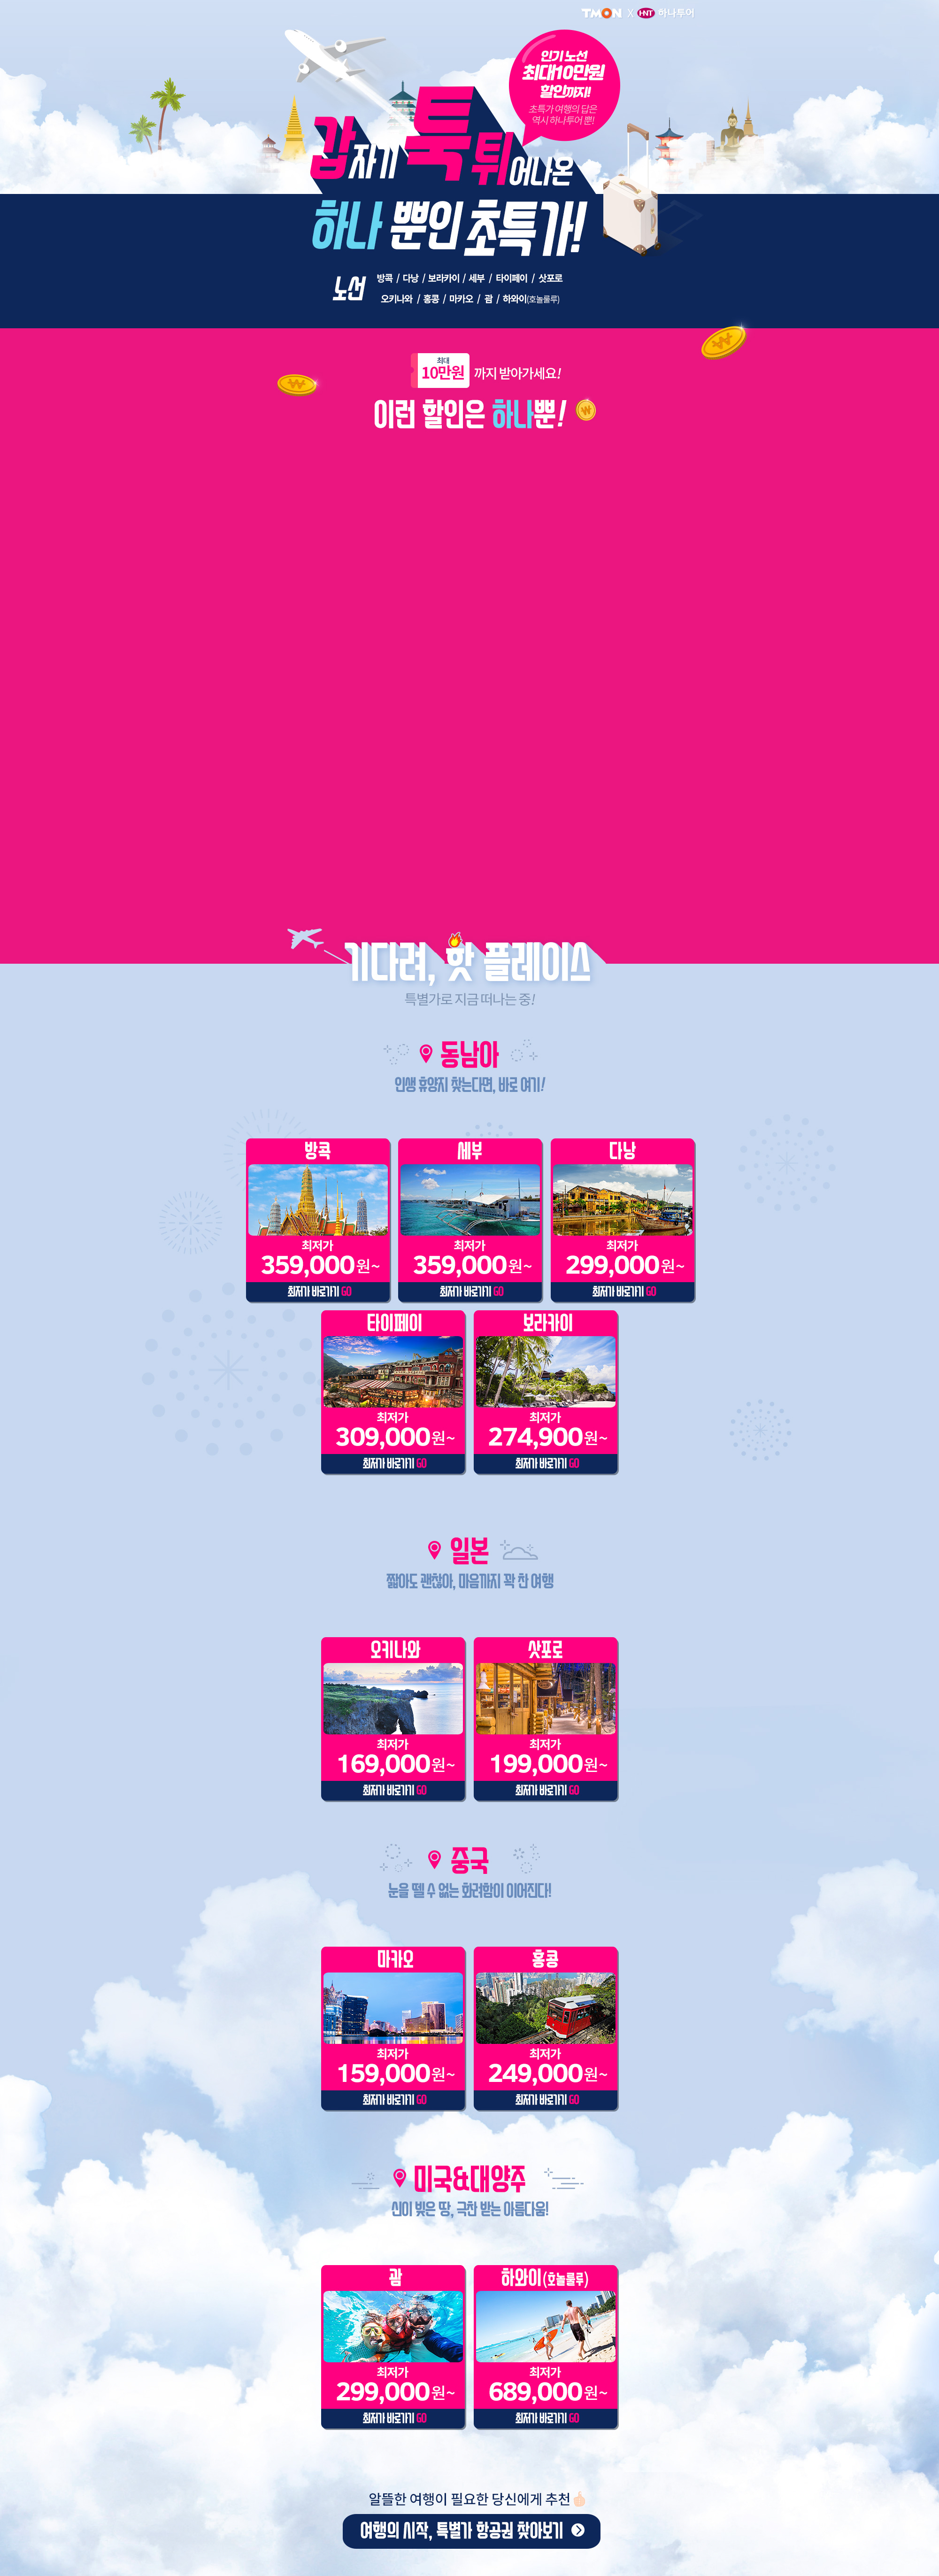 TMON X HNT 하나투어
인기 노선
최대10만원
할인까지!
초특가 여행의 답은
역시 하나투어 뿐!
갑자기 툭 튀어나온
하나 뿐인 초특가!
노선
방콕 / 다낭 / 보라카이 / 세부 / 타이페이 / 삿포로
오키나와 / 홍콩 / 마카오 / 괌 / 하와이(호놀룰루)
최대
10만원 까지 받아가세요!
이런 할인은 하나뿐!
기다려, 핫 플레이스
특별가로 지금 떠나는 중!
동남아
인생 휴양지 찾는다면, 바로 여기!
방콕
최저가
359,000원~
최저가 바로가기 GO
세부
최저가
359,000원~
최저가 바로가기 GO
다낭
최저가
299,000원~
최저가 바로가기 GO
타이페이
최저가
309,000원~
최저가 바로가기 GO
보라카이
최저가
274,900원~
최저가 바로가기 GO
일본
짧아도 괜찮아, 마음까지 꽉 찬 여행
오키나와
최저가
169,000원~
최저가 바로가기 GO
삿포로
최저가
199,000원~
최저가 바로가기 GO
중국
눈을 뗄 수 없는 화려함이 이어진다!
마카오
최저가
159,000원~
최저가 바로가기 GO
홍콩
최저가
249,000원~
최저가 바로가기 GO
미국&대양주
신이 빚은 땅, 극찬 받는 아름다움!
괌
최저가
299,000원~
최저가 바로가기 GO
하와이(호놀룰루)
최저가
689,000원~
최저가 바로가기 GO
알뜰한 여행이 필요한 당신에게 추천
여행의 시작, 특별가 항공권 찾아보기